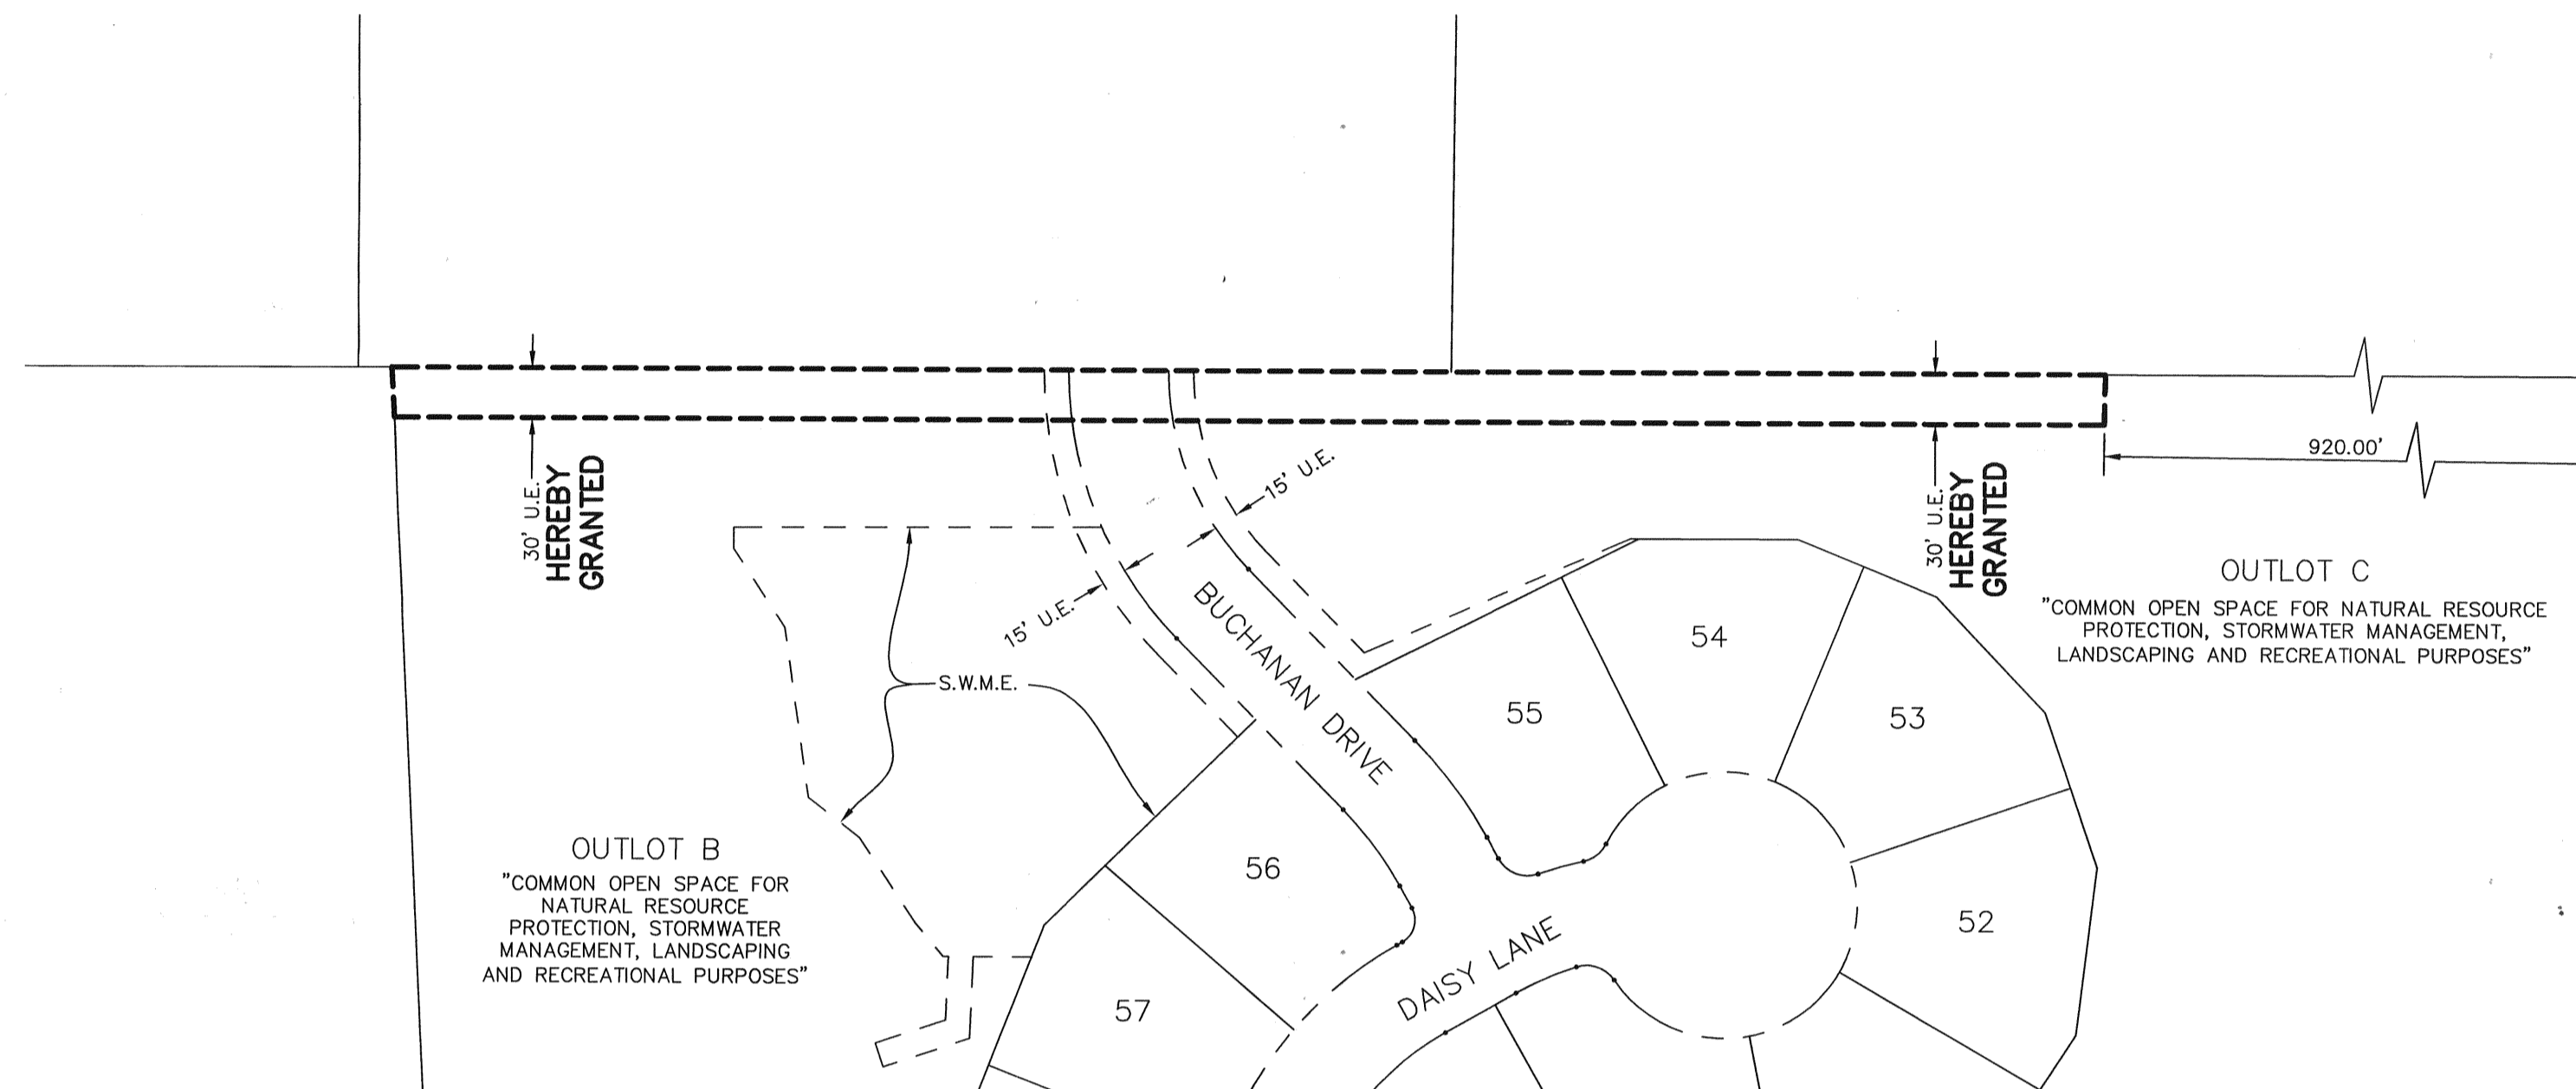 920.00'
30' U.E.
HEREBY
GRANTED
15' U.E.
30' U.E.
HEREBY
GRANTED
OUTLOT C
"COMMON OPEN SPACE FOR NATURAL RESOURCE
PROTECTION, STORMWATER MANAGEMENT,
LANDSCAPING AND RECREATIONAL PURPOSES"
15' U.E.
BUCHANAN DRIVE
54
S.W.M.E.
55
53
OUTLOT B
"COMMON OPEN SPACE FOR
NATURAL RESOURCE
PROTECTION, STORMWATER
MANAGEMENT, LANDSCAPING
AND RECREATIONAL PURPOSES"
56
52
DAISY LANE
57